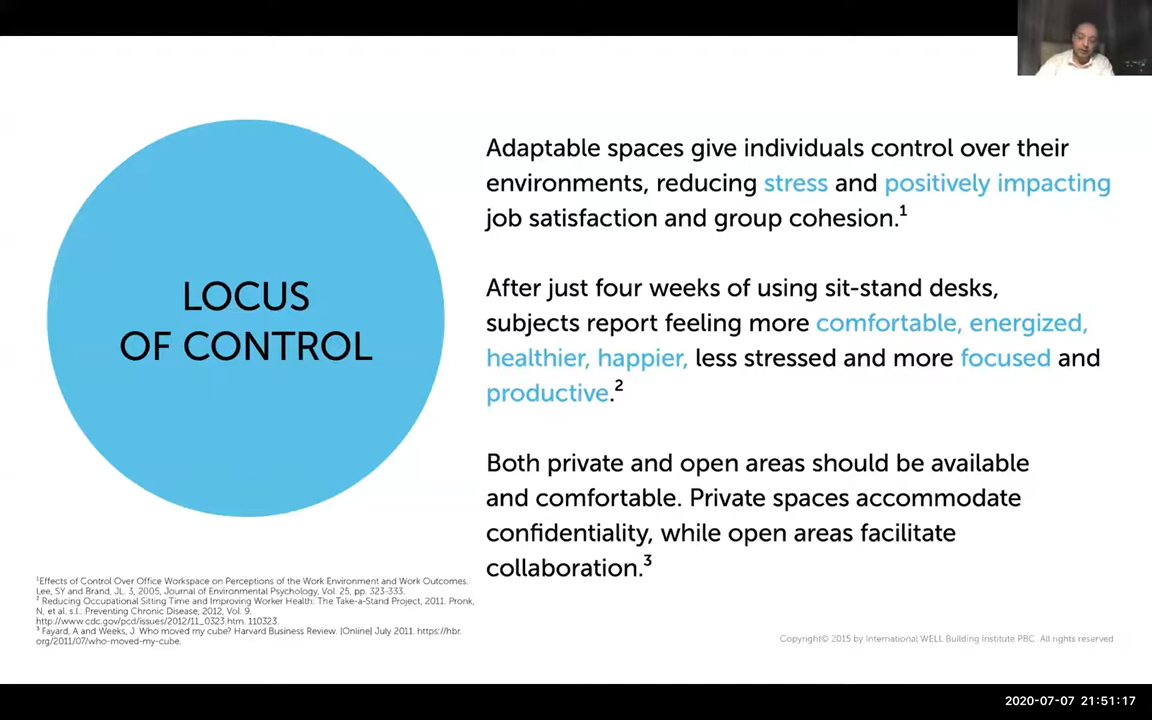 LOCUS
OF CONTROL
Adaptable spaces give individuals control over their
environments, reducing stress and positively impacting
job satisfaction and group cohesion.¹
After just four weeks of using sit-stand desks,
subjects report feeling more comfortable, energized,
healthier, happier, less stressed and more focused and
productive.²
Both private and open areas should be available
and comfortable. Private spaces accommodate
confidentiality, while open areas facilitate
collaboration.³
¹Effects of Control Over Office Workspace on Perceptions of the Work Environment and Work Outcomes.
Lee, SY and Brand, JL. 3, 2005, Journal of Environmental Psychology, Vol. 25, pp. 323-333.
² Reducing Occupational Sitting Time and Improving Worker Health: The Take-a-Stand Project, 2011. Pronk,
N, et al. s.l.: Preventing Chronic Disease, 2012, Vol. 9.
http://www.cdc.gov/pcd/issues/2012/11_0323.htm. 110323.
³ Fayard, A and Weeks, J. Who moved my cube? Harvard Business Review. [Online] July 2011. https://hbr.
org/2011/07/who-moved-my-cube.
Copyright© 2015 by International WELL Building Institute PBC. All rights reserved
2020-07-07 21:51:17